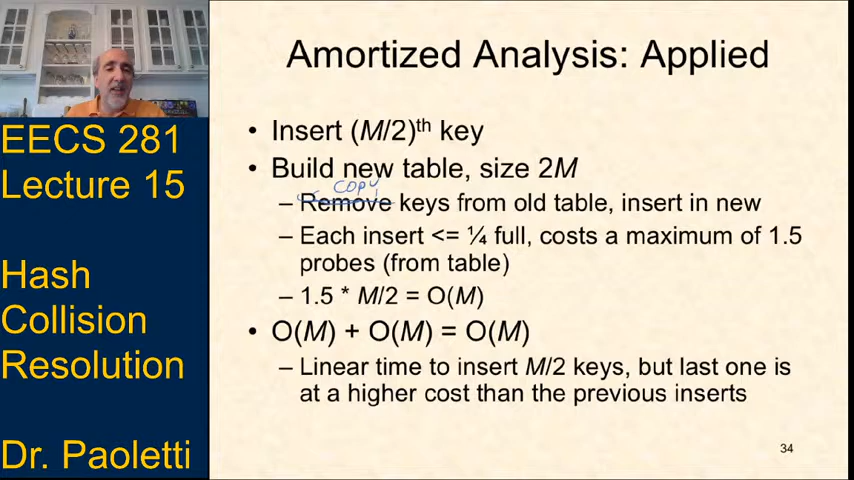 EECS 281
Lecture 15
Hash
Collision
Resolution
Dr. Paoletti
Amortized Analysis: Applied
• Insert (M/2)th key
• Build new table, size 2M
copy
– Remove keys from old table, insert in new
– Each insert <= ¼ full, costs a maximum of 1.5
probes (from table)
– 1.5 * M/2 = O(M)
• O(M) + O(M) = O(M)
– Linear time to insert M/2 keys, but last one is
at a higher cost than the previous inserts
34